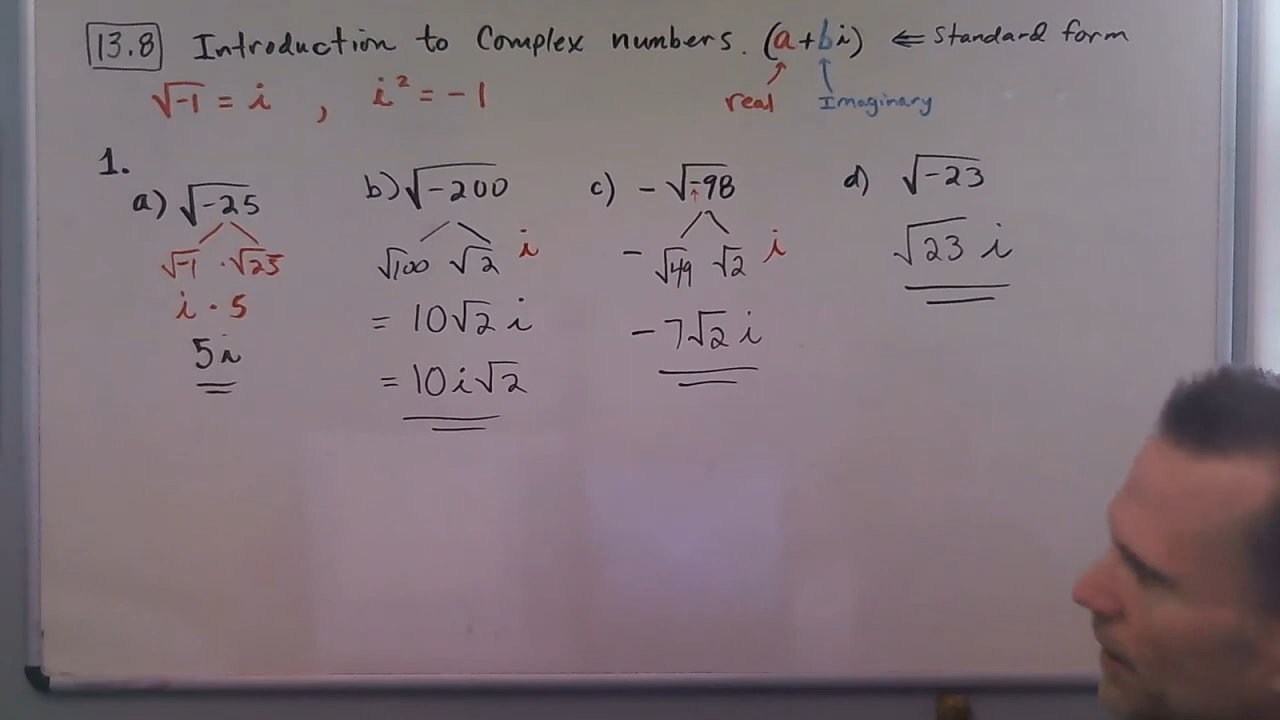 13.8 Introduction to Complex numbers. (a+bi) ⇐ Standard form
√-1 = i , i² = -1
real Imaginary
1.
a) √-25
√-1 · √25
i · 5
5i
b) √-200
√100 √2 i
= 10√2 i
= 10i√2
c) - √-98
- √49 √2 i
- 7√2 i
d) √-23
√23 i